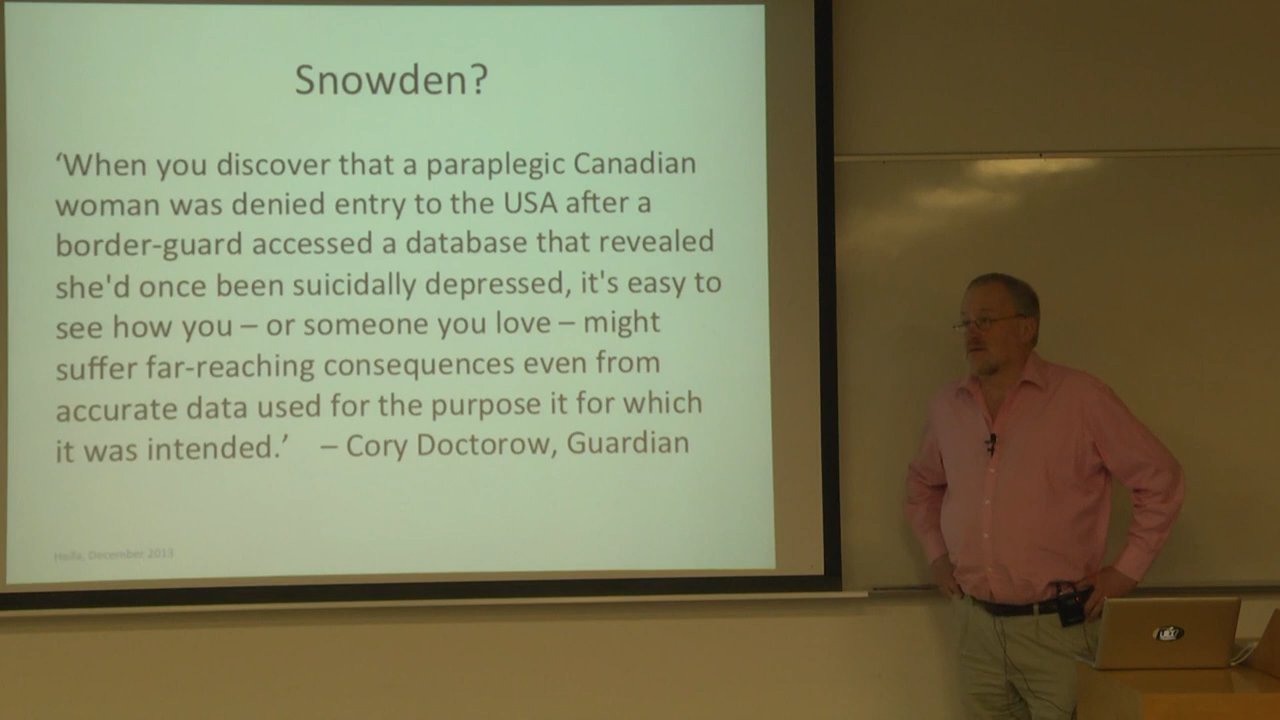 Snowden?
‘When you discover that a paraplegic Canadian
woman was denied entry to the USA after a
border-guard accessed a database that revealed
she'd once been suicidally depressed, it's easy to
see how you – or someone you love – might
suffer far-reaching consequences even from
accurate data used for the purpose it for which
it was intended.’ – Cory Doctorow, Guardian
Haifa, December 2013